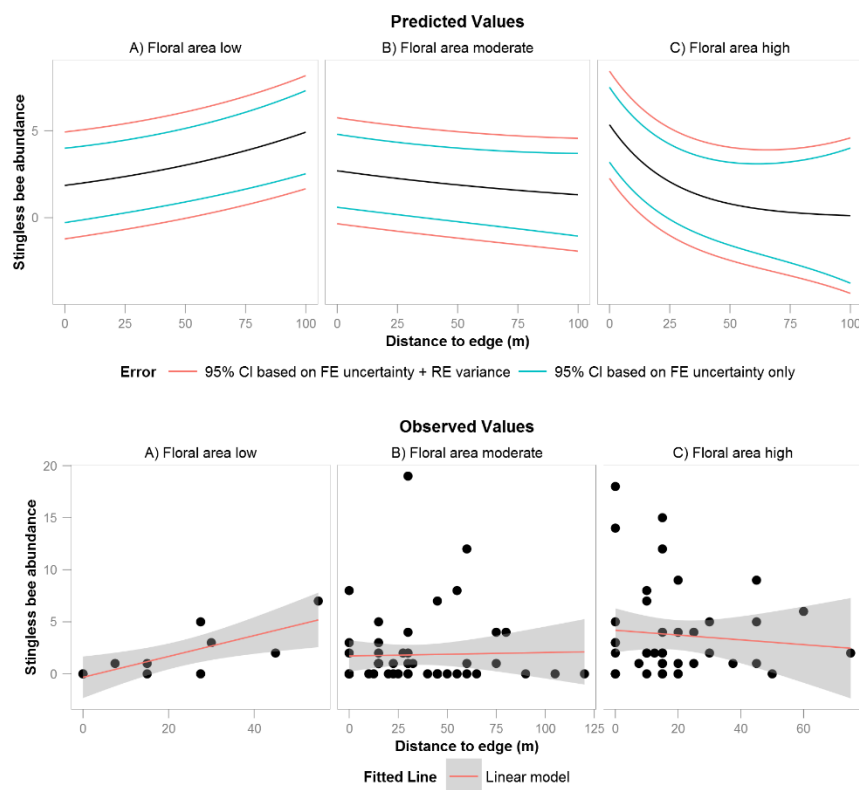 Predicted Values
A) Floral area low
B) Floral area moderate
C) Floral area high
Stingless bee abundance
5
0
0 25 50 75 100
0 25 50 75 100
0 25 50 75 100
Distance to edge (m)
Error 95% CI based on FE uncertainty + RE variance 95% CI based on FE uncertainty only
Observed Values
A) Floral area low
B) Floral area moderate
C) Floral area high
Stingless bee abundance
20
15
10
5
0
0 20 40
0 25 50 75 100 125
0 20 40 60
Distance to edge (m)
Fitted Line Linear model